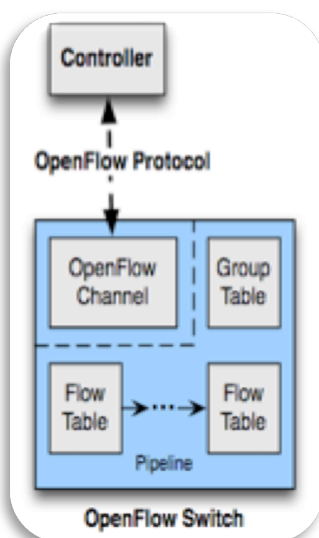 Controller
OpenFlow Protocol
OpenFlow
Channel
Group
Table
Flow
Table
...
Flow
Table
Pipeline
OpenFlow Switch